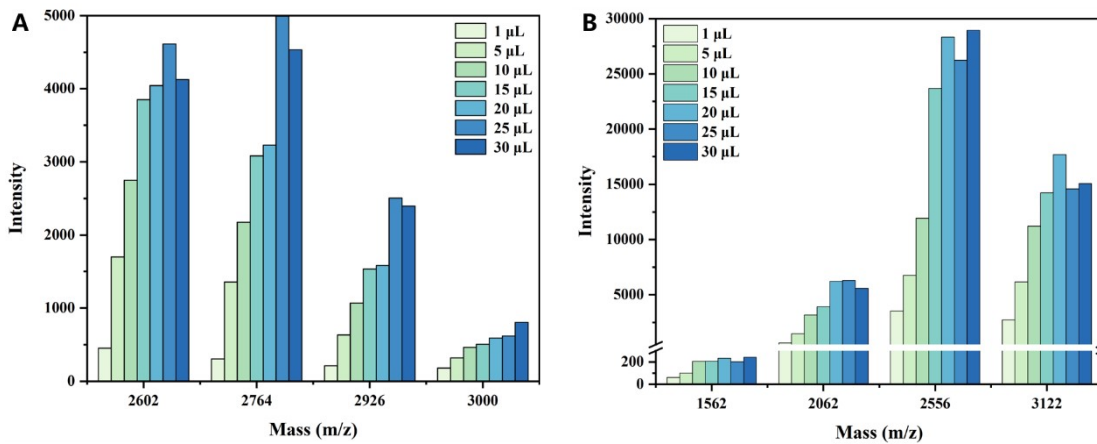 A
5000
4000
3000
2000
1000
0
Intensity
1 µL
5 µL
10 µL
15 µL
20 µL
25 µL
30 µL
2602 2764 2926 3000
Mass (m/z)
B
30000
25000
20000
15000
10000
5000
200
0
Intensity
1 µL
5 µL
10 µL
15 µL
20 µL
25 µL
30 µL
1562 2062 2556 3122
Mass (m/z)